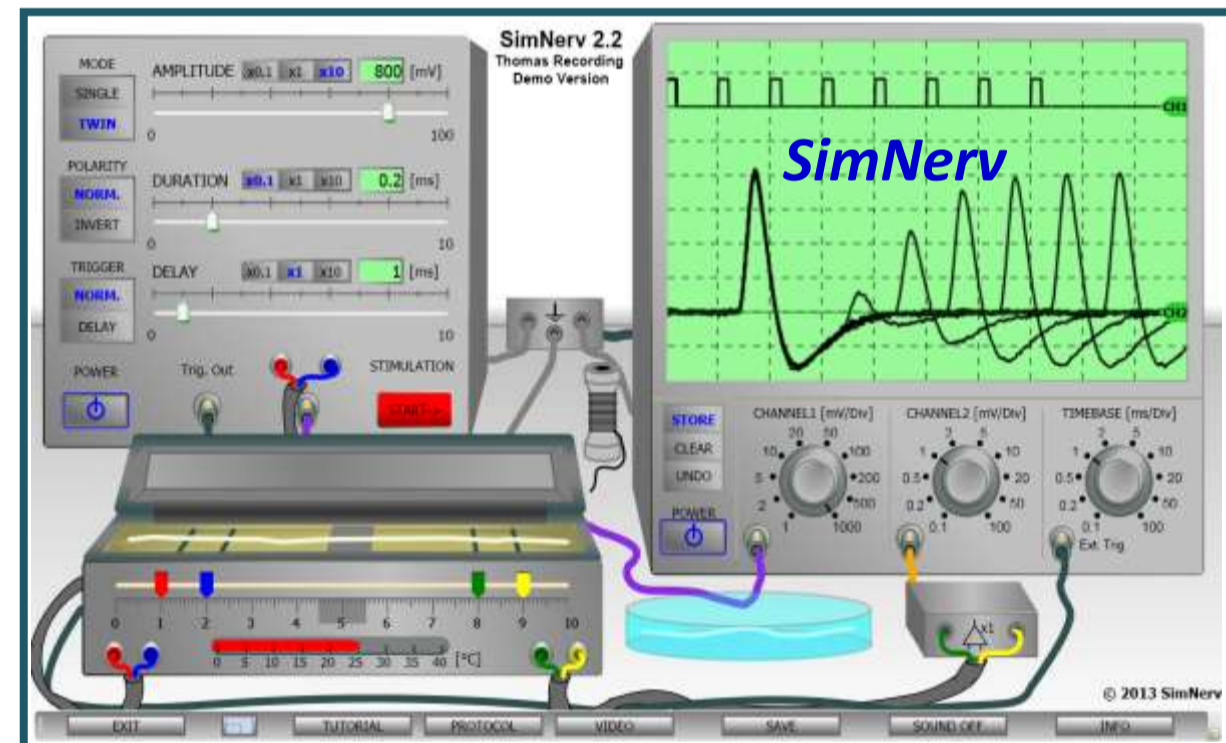 SimNerv 2.2
Thomas Recording
Demo Version
MODE
SINGLE
TWIN
AMPLITUDE x0.1 x1 x10 800 [mV]
0 100
POLARITY
NORM.
INVERT
DURATION x0.1 x1 x10 0.2 [ms]
0 10
TRIGGER
NORM.
DELAY
DELAY x0.1 x1 x10 1 [ms]
0 10
POWER
Trig. Out
STIMULATION
START->
CH1
SimNerv
CH2
STORE
CLEAR
UNDO
POWER
CHANNEL1 [mV/Div]
1 2 5 10 20 50 100 200 500 1000
CHANNEL2 [mV/Div]
0.1 0.2 0.5 1 2 5 10 20 50 100
TIMEBASE [ms/Div]
0.1 0.2 0.5 1 2 5 10 20 50 100
Ext. Trig
0 1 2 3 4 5 6 7 8 9 10
0 5 10 15 20 25 30 35 40 [°C]
x1
© 2013 SimNerv
EXIT TUTORIAL PROTOCOL VIDEO SAVE SOUND OFF INFO